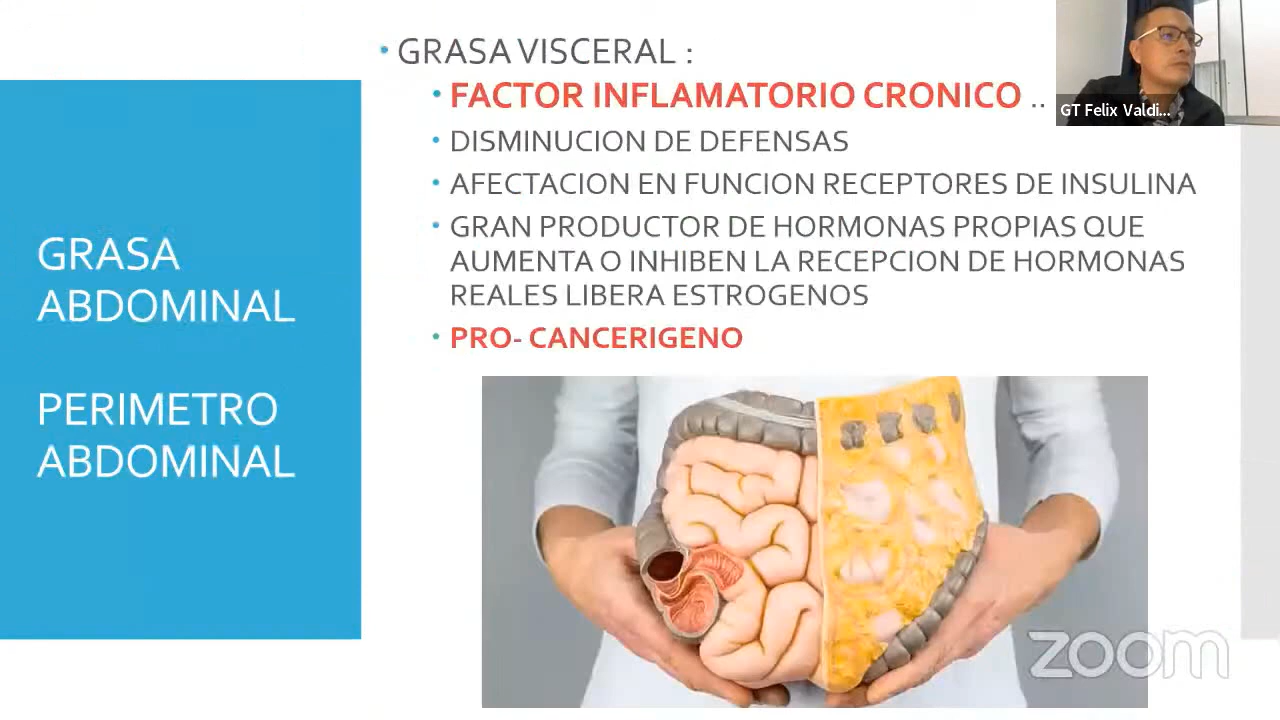 GRASA
ABDOMINAL
PERIMETRO
ABDOMINAL
GRASA VISCERAL :
FACTOR INFLAMATORIO CRONICO ..
DISMINUCION DE DEFENSAS
AFECTACION EN FUNCION RECEPTORES DE INSULINA
GRAN PRODUCTOR DE HORMONAS PROPIAS QUE
AUMENTA O INHIBEN LA RECEPCION DE HORMONAS
REALES LIBERA ESTROGENOS
PRO- CANCERIGENO
GT Felix Valdi...
zoom